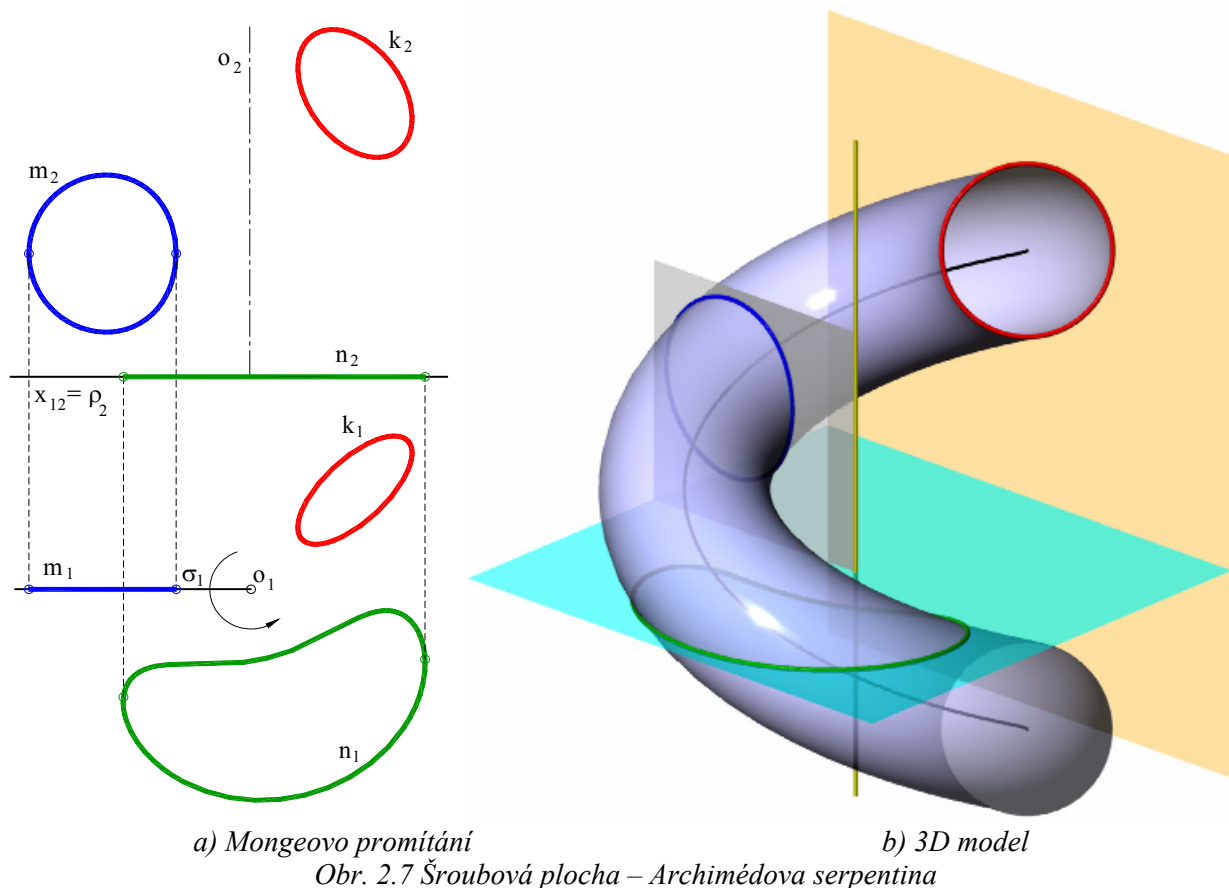 o₂
k₂
m₂
n₂
x₁₂= ρ₂
k₁
m₁
σ₁
o₁
n₁
a) Mongeovo promítání
b) 3D model
Obr. 2.7 Šroubová plocha – Archimédova serpentina